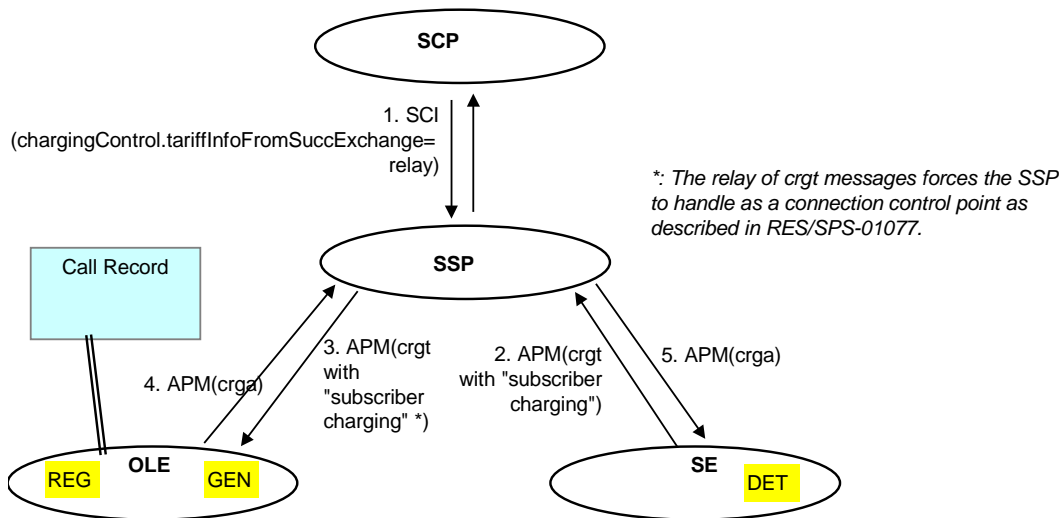 SCP
1. SCI
(chargingControl.tariffInfoFromSuccExchange=
relay)
*: The relay of crgt messages forces the SSP
to handle as a connection control point as
described in RES/SPS-01077.
Call Record
SSP
4. APM(crga)
3. APM(crgt
with
"subscriber
charging" *)
2. APM(crgt
with "subscriber
charging")
5. APM(crga)
OLE
REG
GEN
SE
DET